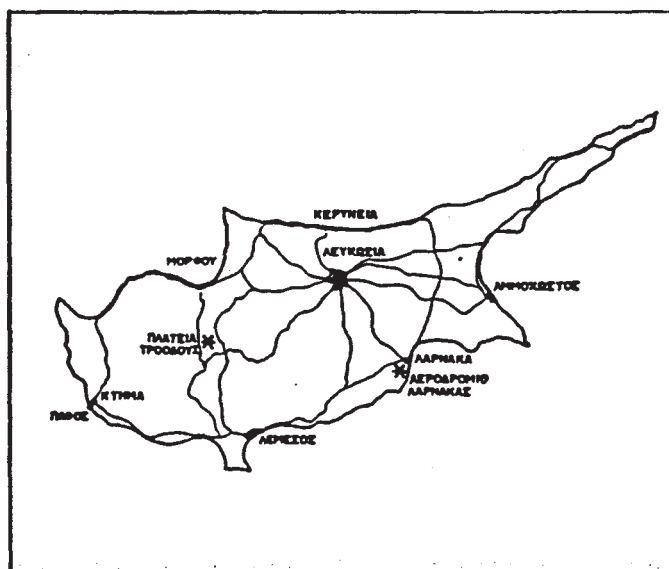 ΚΕΡΥΝΕΙΑ
ΛΕΥΚΩΣΙΑ
ΜΟΡΦΟΥ
ΑΜΜΟΧΩΣΤΟΣ
ΠΛΑΤΕΙΑ
ΤΡΟΟΔΟΥΣ
ΛΑΡΝΑΚΑ
ΑΕΡΟΔΡΟΜΙΟ
ΛΑΡΝΑΚΑΣ
ΚΤΗΜΑ
ΠΑΦΟΣ
ΛΕΜΕΣΟΣ